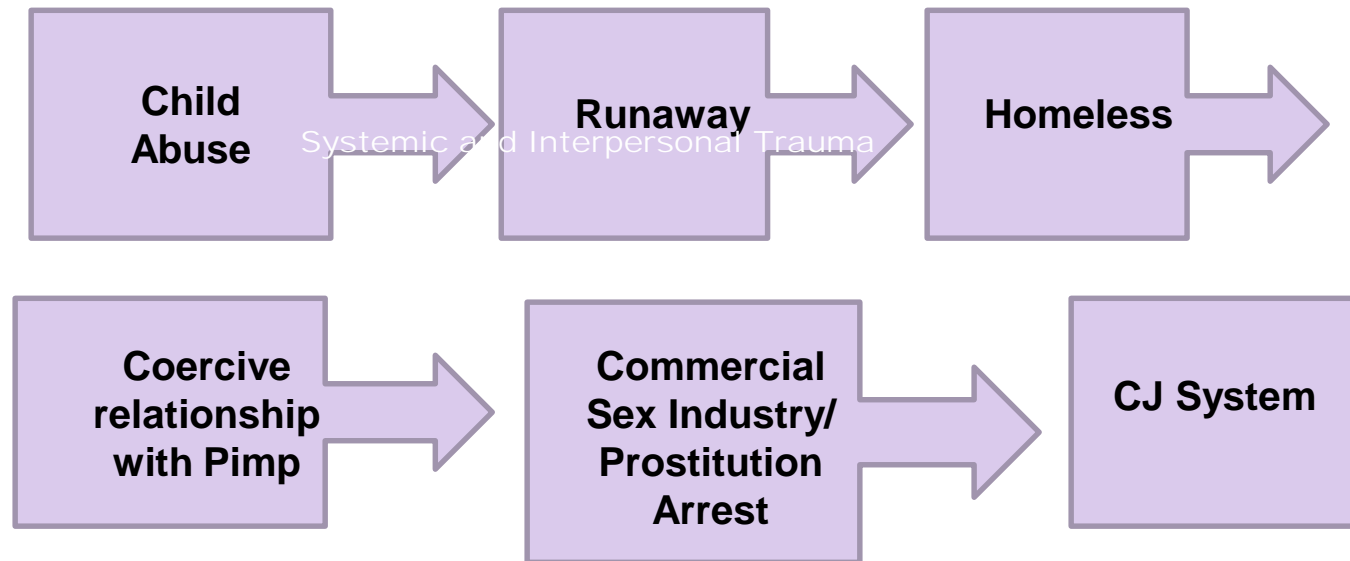 Child
Abuse
Runaway
Homeless
Systemic and Interpersonal Trauma
Coercive
relationship
with Pimp
Commercial
Sex Industry/
Prostitution
Arrest
CJ System